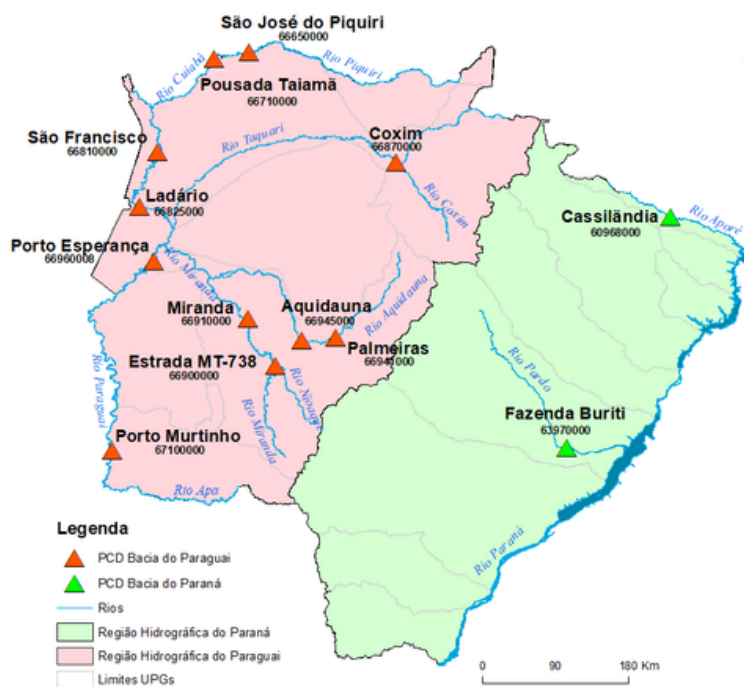 São José do Piquiri
66650000
Rio Cuiabá
Rio Piquiri
Pousada Taiamã
66710000
São Francisco
66810000
Rio Taquari
Coxim
66870000
Ladário
66825000
Rio Coxim
Cassilândia
60968000
Rio Aporé
Porto Esperança
66960008
Rio Miranda
Miranda
66910000
Aquidauna
66945000
Rio Aquidauna
Palmeiras
66941000
Estrada MT-738
66900000
Rio Paraguai
Rio Nioaque
Rio Miranda
Rio Pardo
Fazenda Buriti
63970000
Porto Murtinho
67100000
Rio Apa
Rio Paraná
Legenda
PCD Bacia do Paraguai
PCD Bacia do Paraná
Rios
Região Hidrográfica do Paraná
Região Hidrográfica do Paraguai
Limites UPGs
0 90 180 Km